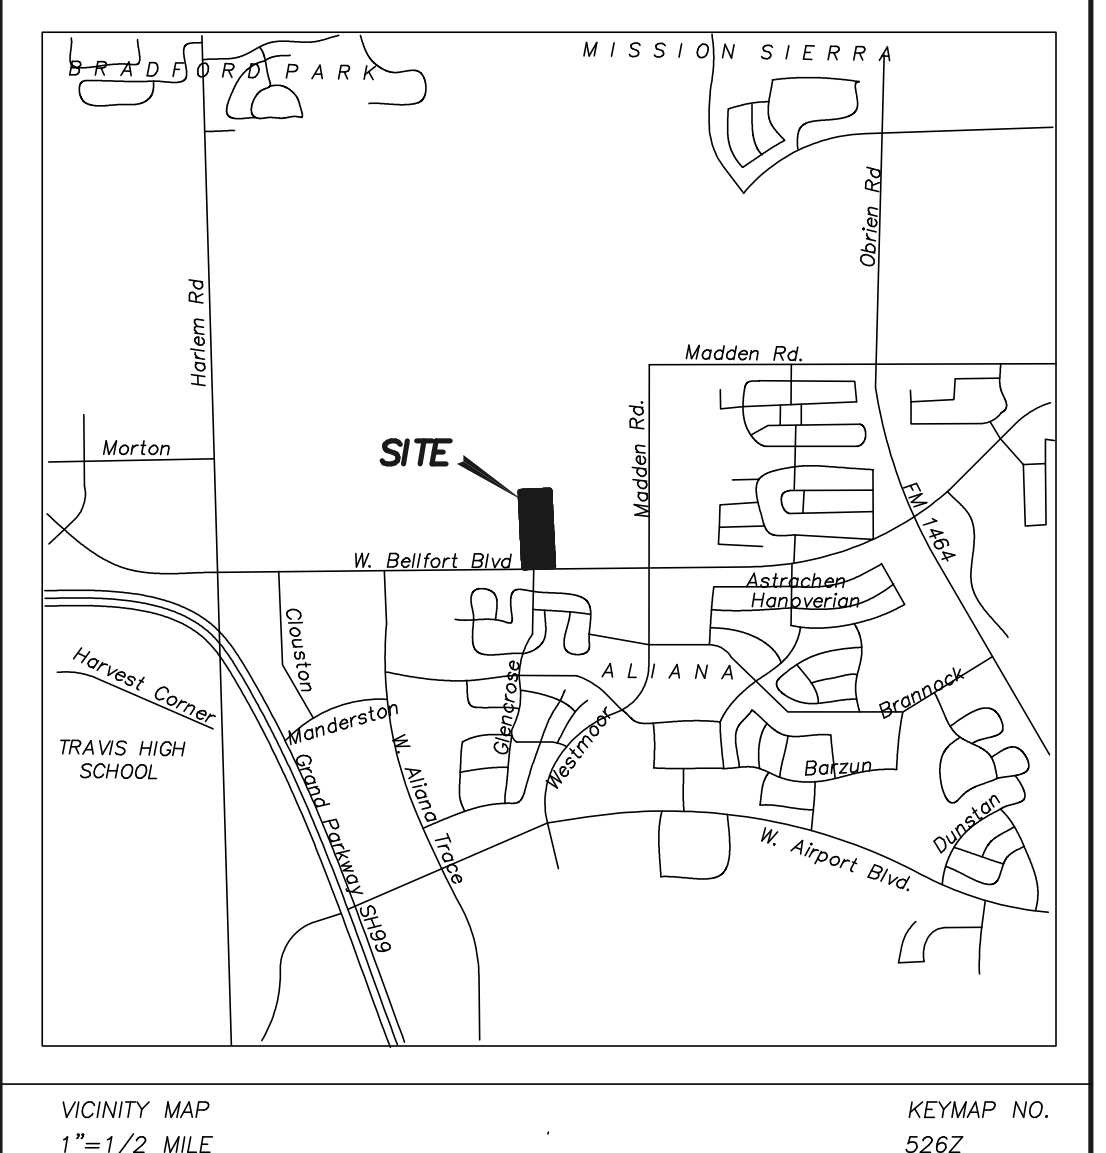 MISSION SIERRA
BRADFORD PARK
Obrien Rd
Harlem Rd
Madden Rd.
Madden Rd.
Morton
SITE
FM 1464
W. Bellfort Blvd
Astrachen
Hanoverian
Clouston
Harvest Corner
ALIANA
Glencrose
Brannock
Manderston
Westmoor
W. Aliana Trace
TRAVIS HIGH
SCHOOL
Grand Parkway SH99
Barzun
Dunstan
W. Airport Blvd.
VICINITY MAP
1"=1/2 MILE
KEYMAP NO.
526Z